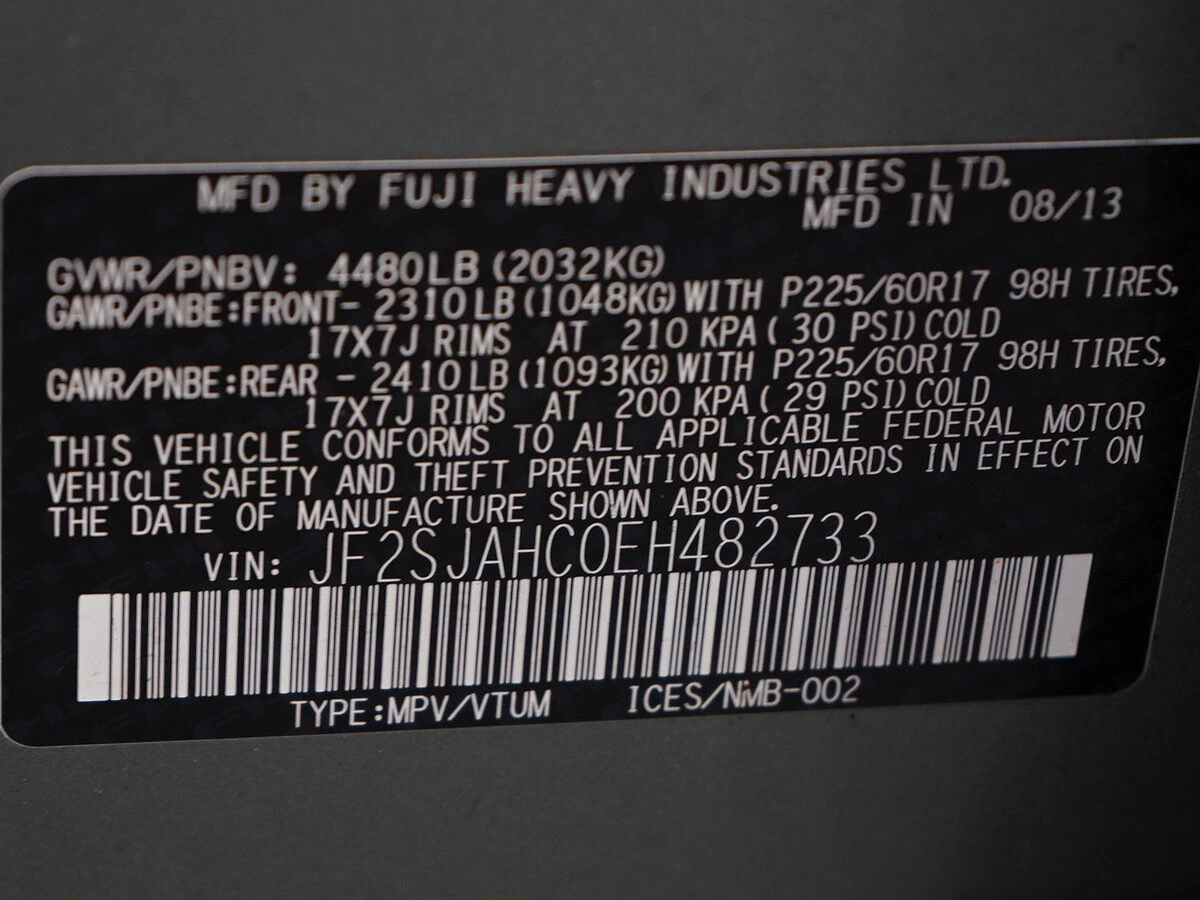 MFD BY FUJI HEAVY INDUSTRIES LTD.
MFD IN 08/13
GVWR/PNBV: 4480LB (2032KG)
GAWR/PNBE:FRONT- 2310LB (1048KG) WITH P225/60R17 98H TIRES,
17X7J RIMS AT 210 KPA ( 30 PSI) COLD
GAWR/PNBE:REAR - 2410LB (1093KG) WITH P225/60R17 98H TIRES,
17X7J RIMS AT 200 KPA ( 29 PSI) COLD
THIS VEHICLE CONFORMS TO ALL APPLICABLE FEDERAL MOTOR
VEHICLE SAFETY AND THEFT PREVENTION STANDARDS IN EFFECT ON
THE DATE OF MANUFACTURE SHOWN ABOVE.
VIN: JF2SJAHC0EH482733
TYPE:MPV/VTUM ICES/NMB-002